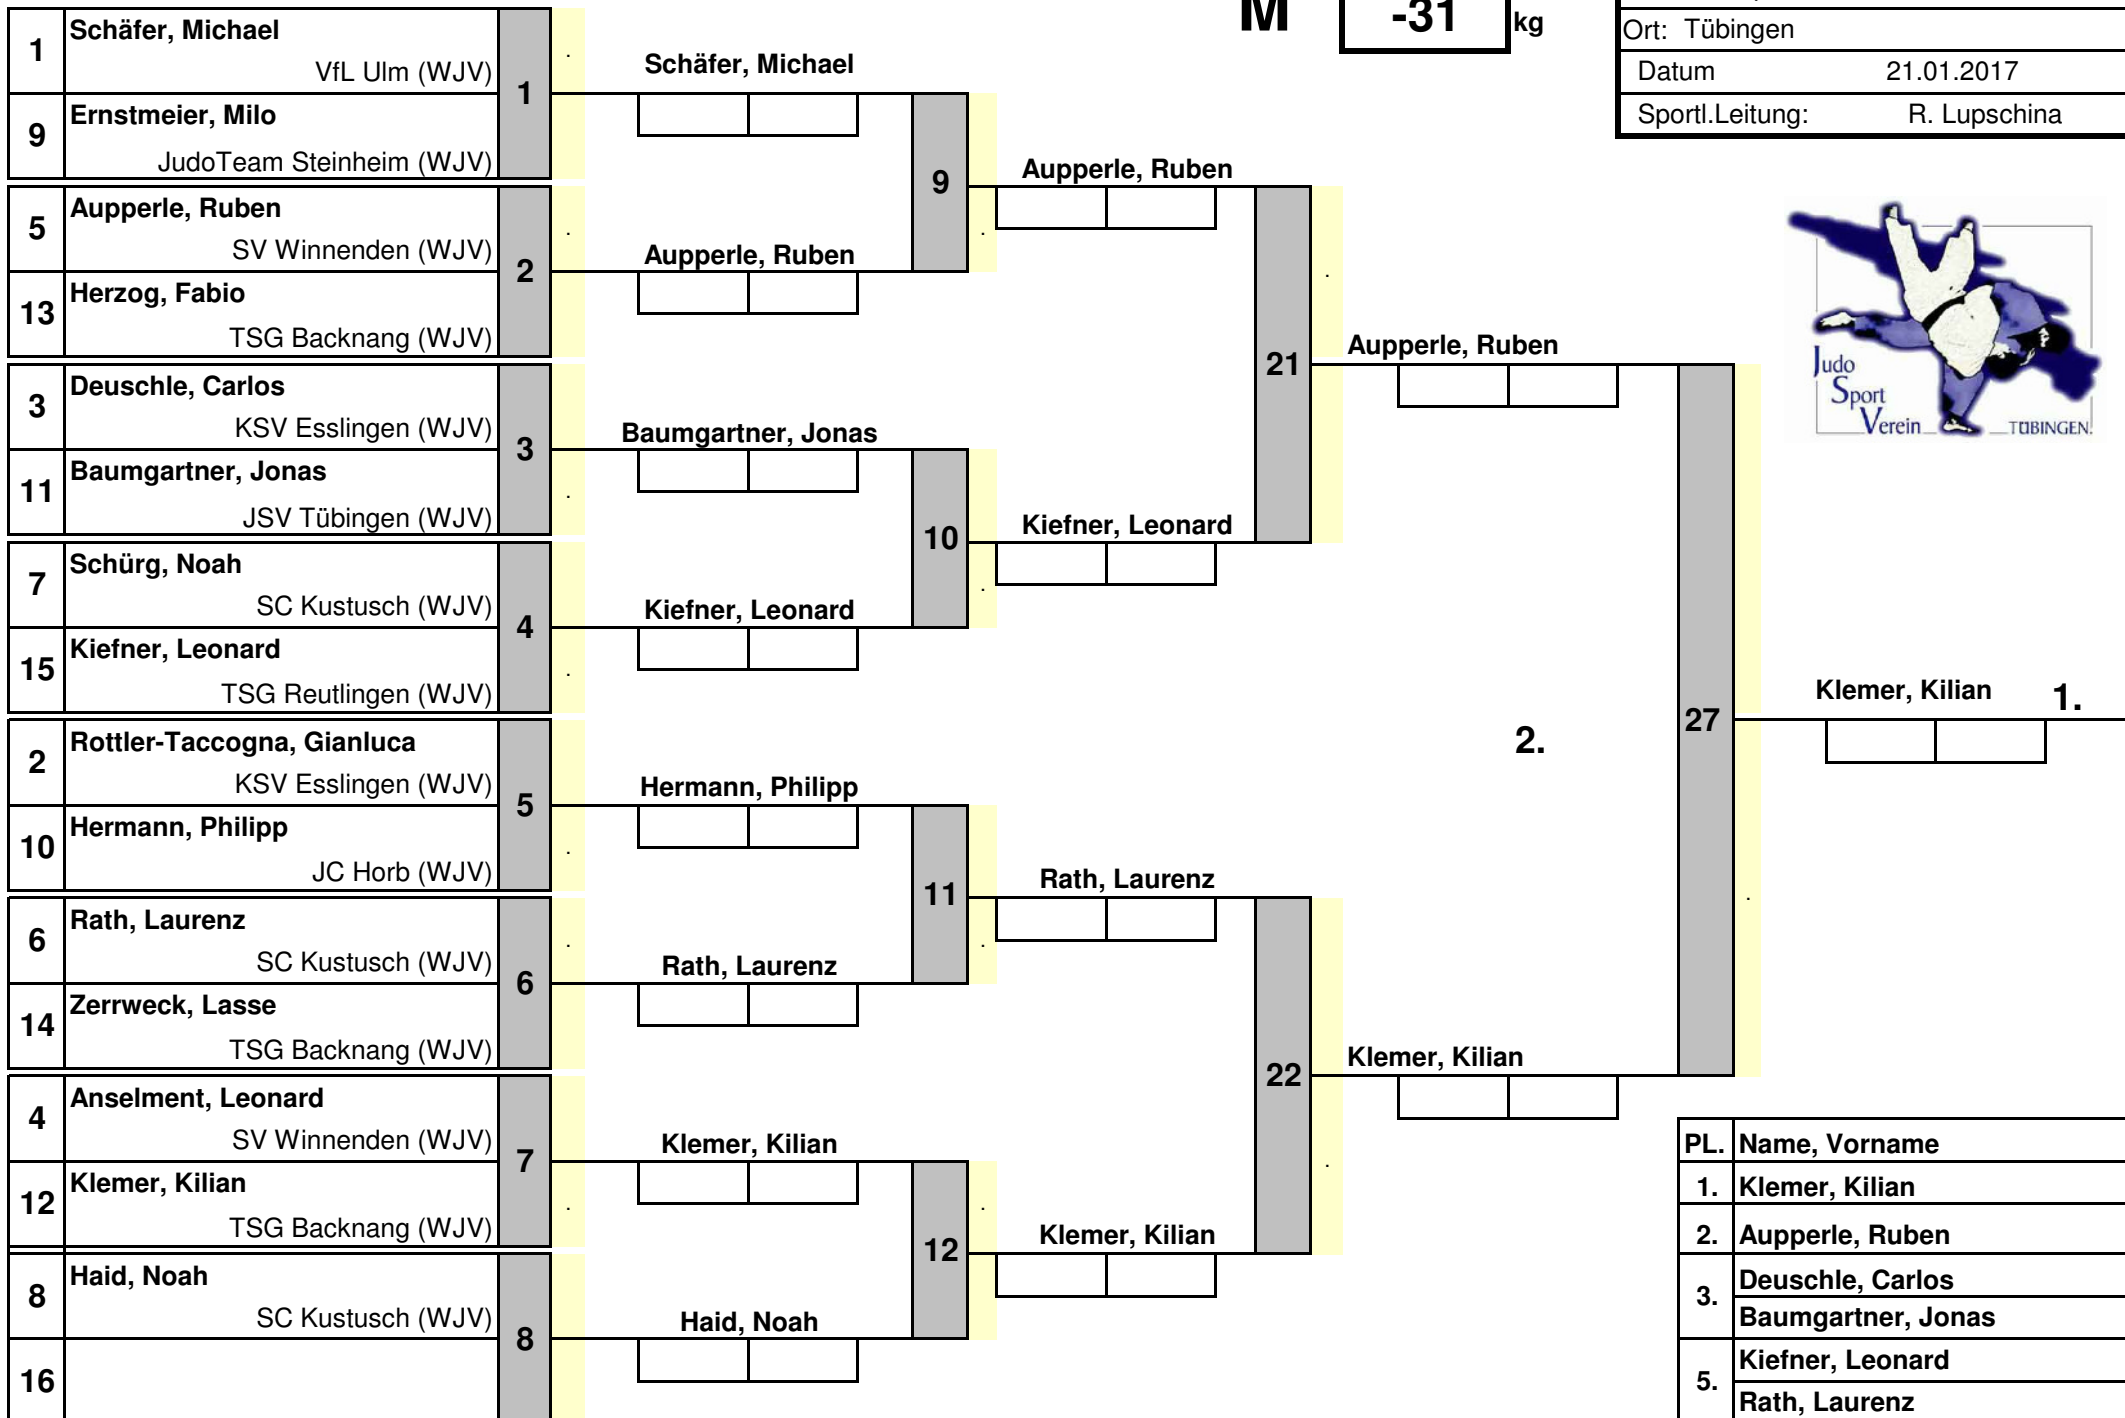 M -31 kg
Ort: Tübingen
Datum 21.01.2017
Sportl.Leitung: R. Lupschina
Judo
Sport
Verein TÜBINGEN
1 Schäfer, Michael
VfL Ulm (WJV)
9 Ernstmeier, Milo
JudoTeam Steinheim (WJV)
1
5 Aupperle, Ruben
SV Winnenden (WJV)
13 Herzog, Fabio
TSG Backnang (WJV)
2
3 Deuschle, Carlos
KSV Esslingen (WJV)
11 Baumgartner, Jonas
JSV Tübingen (WJV)
3
7 Schürg, Noah
SC Kustusch (WJV)
15 Kiefner, Leonard
TSG Reutlingen (WJV)
4
2 Rottler-Taccogna, Gianluca
KSV Esslingen (WJV)
10 Hermann, Philipp
JC Horb (WJV)
5
6 Rath, Laurenz
SC Kustusch (WJV)
14 Zerrweck, Lasse
TSG Backnang (WJV)
6
4 Anselment, Leonard
SV Winnenden (WJV)
12 Klemer, Kilian
TSG Backnang (WJV)
7
8 Haid, Noah
SC Kustusch (WJV)
16
8
Schäfer, Michael
Aupperle, Ruben
9
Baumgartner, Jonas
Kiefner, Leonard
10
Hermann, Philipp
Rath, Laurenz
11
Klemer, Kilian
Haid, Noah
12
Aupperle, Ruben
Kiefner, Leonard
21
Rath, Laurenz
Klemer, Kilian
22
Aupperle, Ruben
2.
Klemer, Kilian
27
Klemer, Kilian 1.
PL. Name, Vorname
1. Klemer, Kilian
2. Aupperle, Ruben
3. Deuschle, Carlos
Baumgartner, Jonas
5. Kiefner, Leonard
Rath, Laurenz